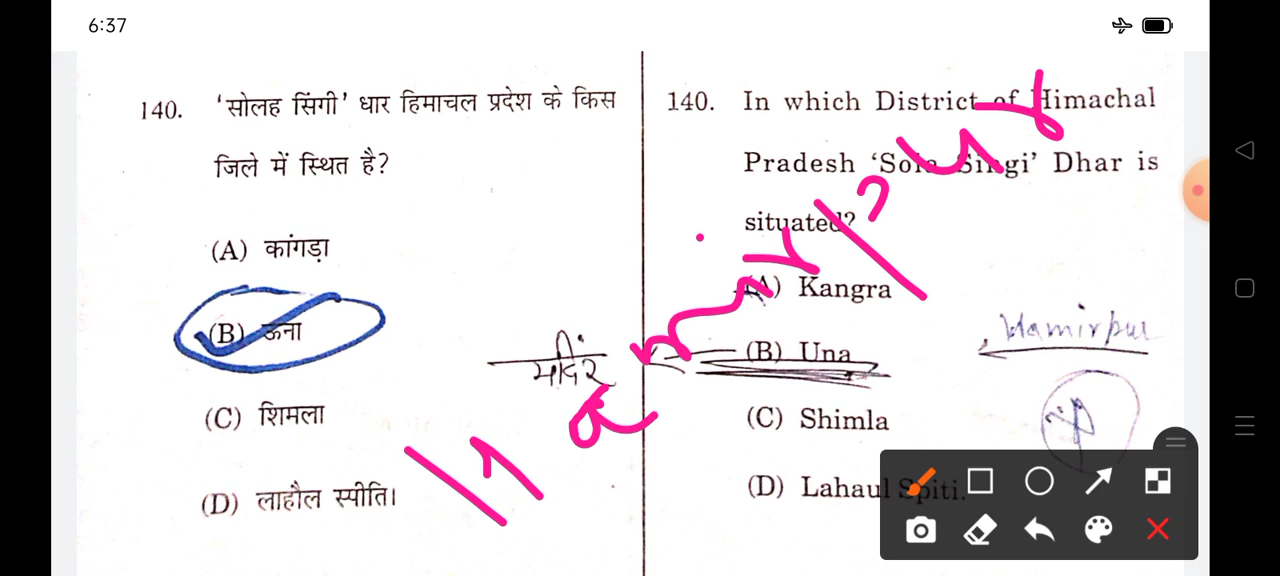 6:37
140. 'सोलह सिंगी' धार हिमाचल प्रदेश के किस
जिले में स्थित है?
(A) कांगड़ा
(B) ऊना
(C) शिमला
(D) लाहौल स्पीति।
मंदिर
140. In which District of Himachal
Pradesh 'Sola Singi' Dhar is
situated?
(A) Kangra
(B) Una
(C) Shimla
(D) Lahaul Spiti.
Hamirpur
Hamirpur